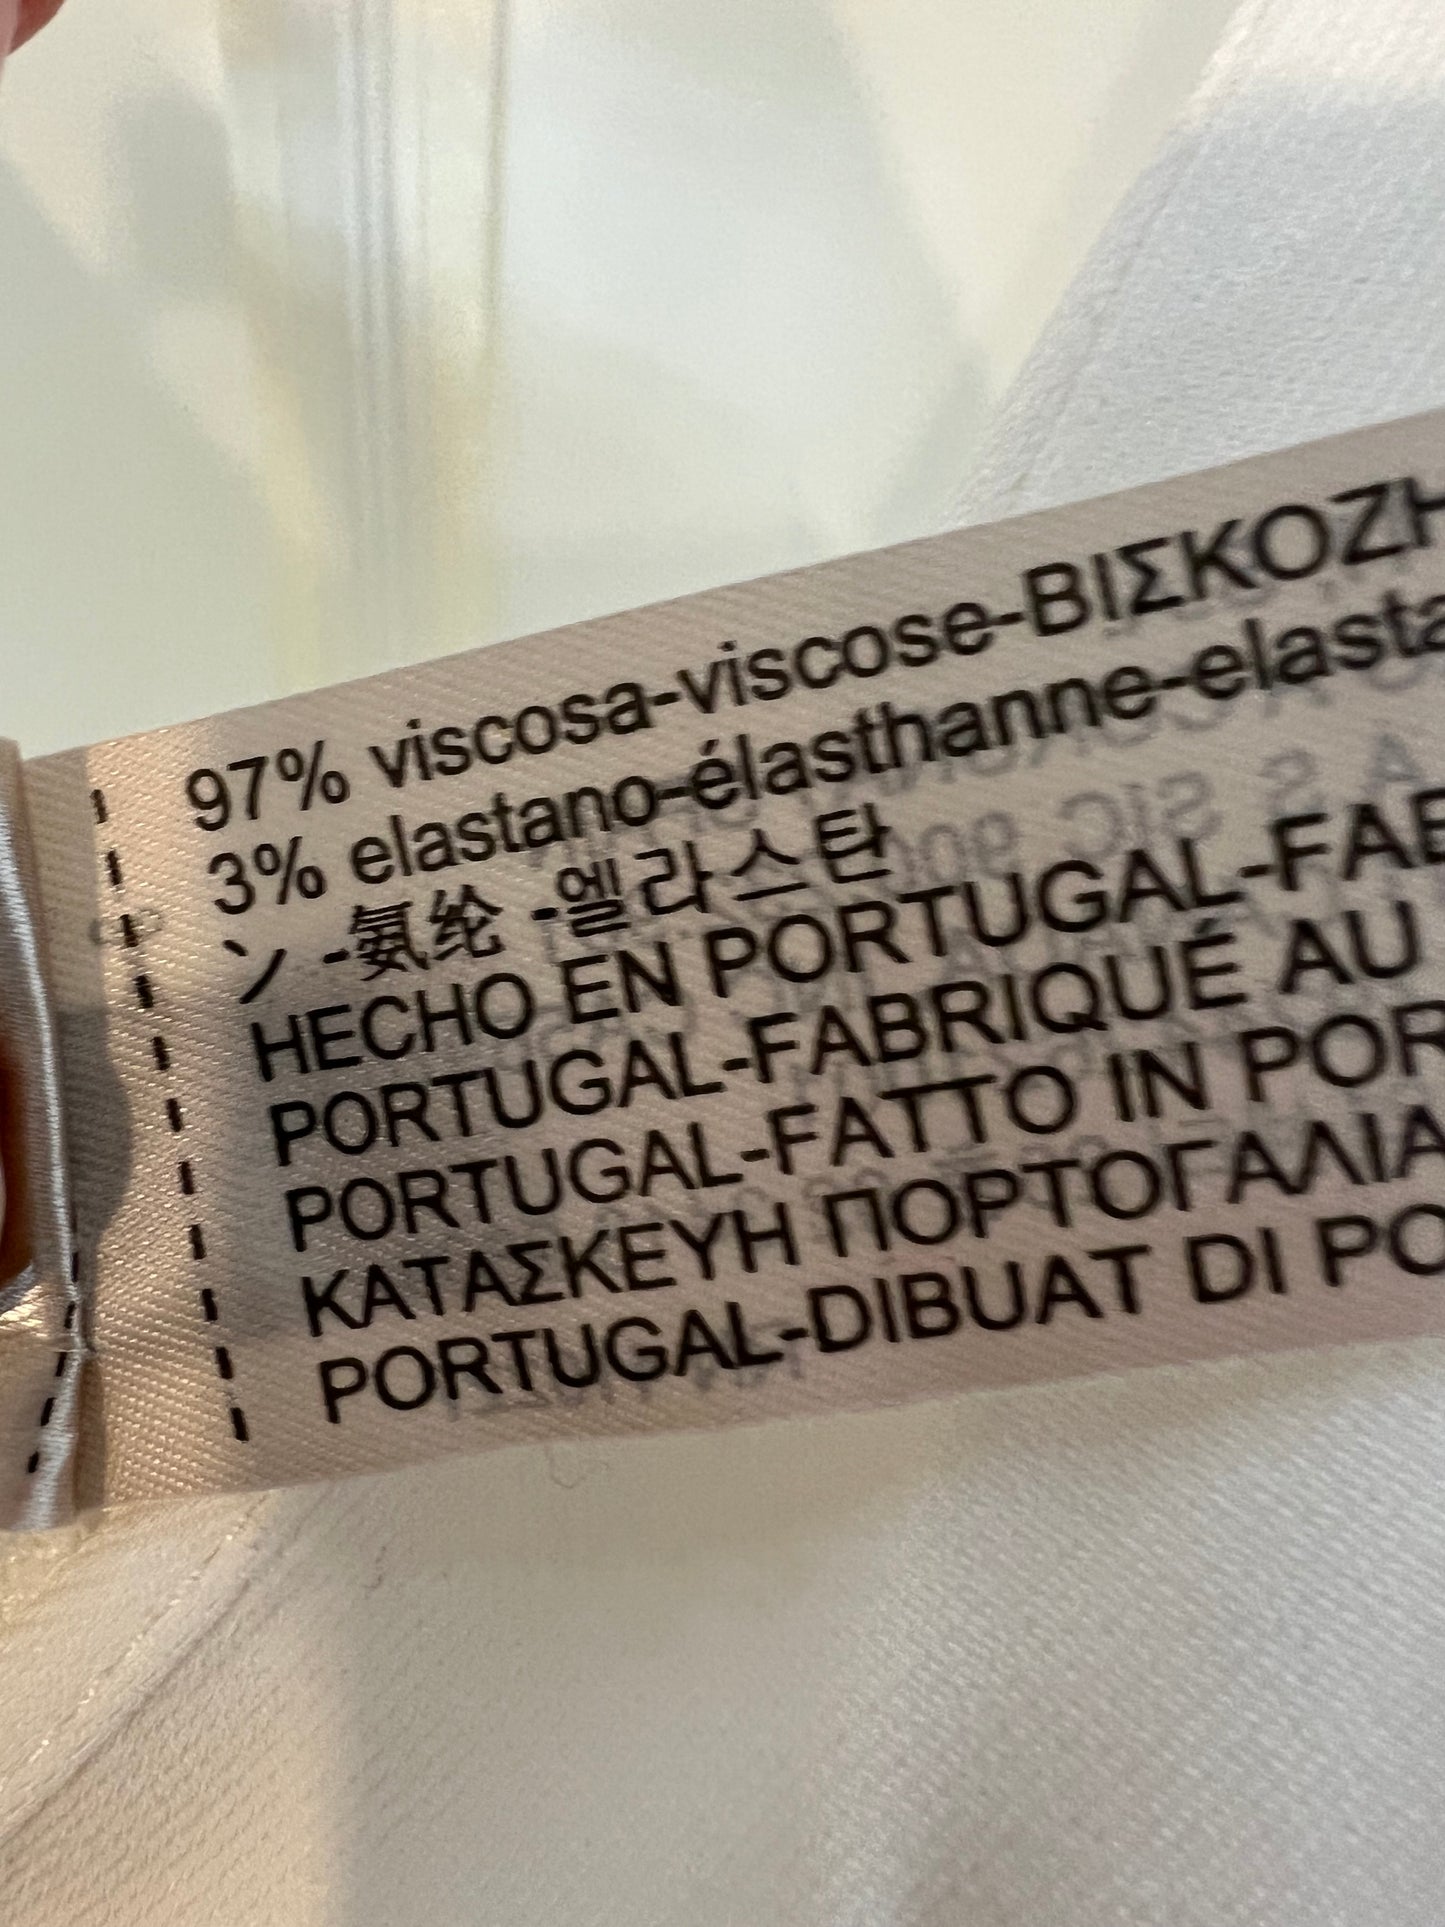 97% viscosa-viscose-ΒΙΣΚΟΖΗ
3% elastano-élasthanne-elasta
ン -氨纶 -엘라스탄
HECHO EN PORTUGAL-FAB
PORTUGAL-FABRIQUÉ AU
PORTUGAL-FATTO IN POR
ΚΑΤΑΣΚΕΥΗ ΠΟΡΤΟΓΑΛΙΑ
PORTUGAL-DIBUAT DI PO